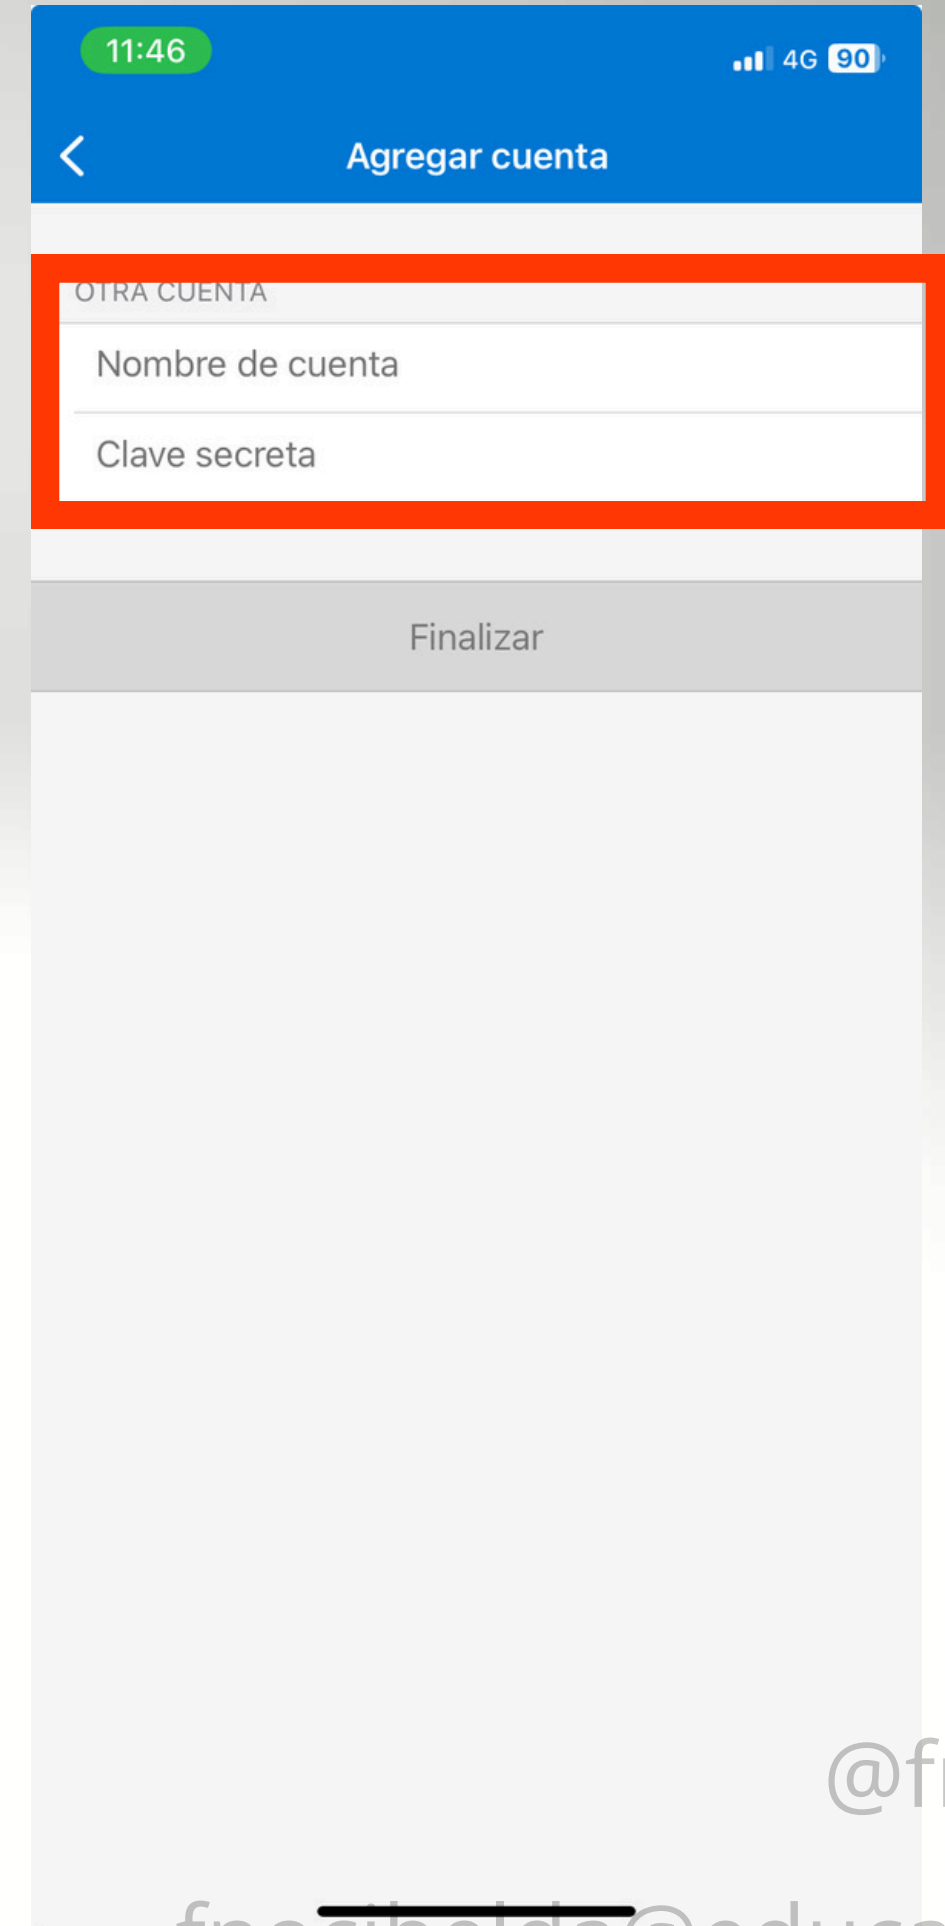 11:46
4G 90
Agregar cuenta
OTRA CUENTA
Nombre de cuenta
Clave secreta
Finalizar